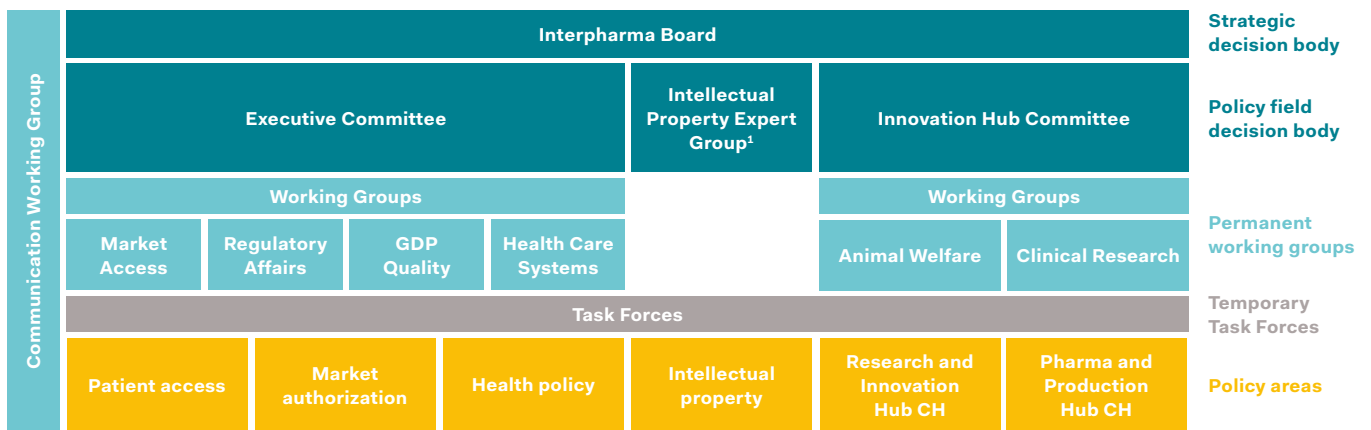 Communication Working Group
Interpharma Board
Strategic
decision body
Executive Committee
Intellectual
Property Expert
Group¹
Innovation Hub Committee
Policy field
decision body
Working Groups
Working Groups
Market
Access
Regulatory
Affairs
GDP
Quality
Health Care
Systems
Animal Welfare
Clinical Research
Permanent
working groups
Task Forces
Temporary
Task Forces
Patient access
Market
authorization
Health policy
Intellectual
property
Research and
Innovation
Hub CH
Pharma and
Production
Hub CH
Policy areas